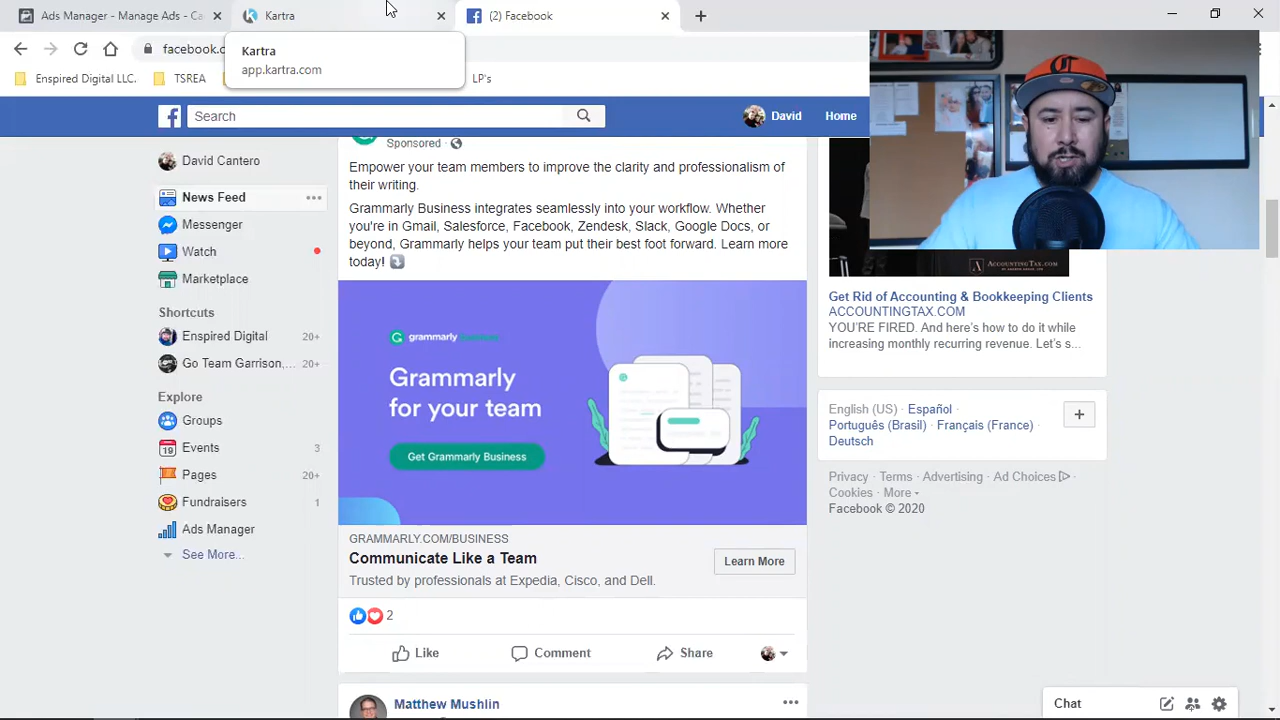 Ads Manager - Manage Ads - Ca
Kartra
(2) Facebook
facebook.c
Kartra
app.kartra.com
Enspired Digital LLC.
TSREA
LP's
Search
David
Home
David Cantero
News Feed
Messenger
Watch
Marketplace
Shortcuts
Enspired Digital 20+
Go Team Garrison,... 20+
Explore
Groups
Events 3
Pages 20+
Fundraisers 1
Ads Manager
See More...
Sponsored ·
Empower your team members to improve the clarity and professionalism of
their writing.
Grammarly Business integrates seamlessly into your workflow. Whether
you're in Gmail, Salesforce, Facebook, Zendesk, Slack, Google Docs, or
beyond, Grammarly helps your team put their best foot forward. Learn more
today!
grammarly business
Grammarly
for your team
Get Grammarly Business
GRAMMARLY.COM/BUSINESS
Communicate Like a Team
Trusted by professionals at Expedia, Cisco, and Dell.
Learn More
2
Like
Comment
Share
Matthew Mushlin
ACCOUNTINGTAX.COM
Get Rid of Accounting & Bookkeeping Clients
ACCOUNTINGTAX.COM
YOU'RE FIRED. And here's how to do it while
increasing monthly recurring revenue. Let's s...
English (US) · Español ·
Português (Brasil) · Français (France) ·
Deutsch
Privacy · Terms · Advertising · Ad Choices ·
Cookies · More
Facebook © 2020
Chat